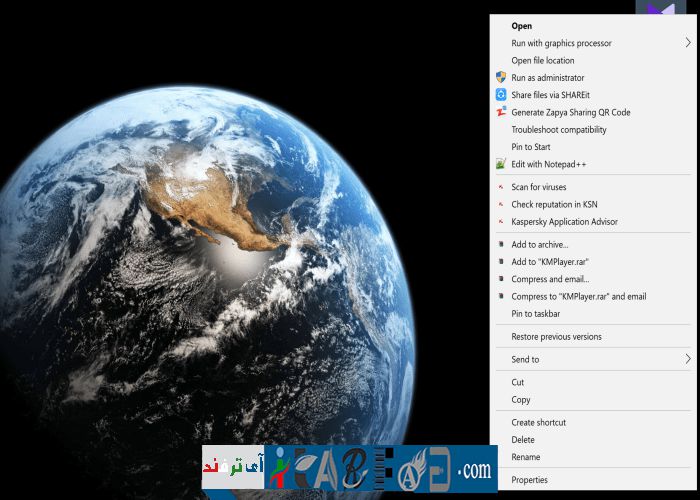 Open
Run with graphics processor
Open file location
Run as administrator
Share files via SHAREit
Generate Zapya Sharing QR Code
Troubleshoot compatibility
Pin to Start
Edit with Notepad++
Scan for viruses
Check reputation in KSN
Kaspersky Application Advisor
Add to archive...
Add to "KMPlayer.rar"
Compress and email...
Compress to "KMPlayer.rar" and email
Pin to taskbar
Restore previous versions
Send to
Cut
Copy
Create shortcut
Delete
Rename
Properties
آی ترفند
.com